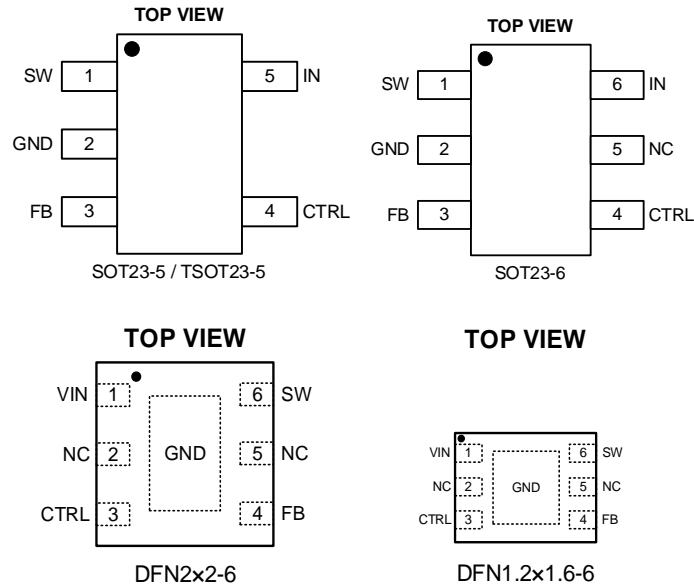 TOP VIEW
SW 1 5 IN
GND 2
FB 3 4 CTRL
SOT23-5 / TSOT23-5
TOP VIEW
SW 1 6 IN
GND 2 5 NC
FB 3 4 CTRL
SOT23-6
TOP VIEW
VIN 1 6 SW
NC 2 GND 5 NC
CTRL 3 4 FB
DFN2×2-6
TOP VIEW
VIN 1 6 SW
NC 2 GND 5 NC
CTRL 3 4 FB
DFN1.2×1.6-6